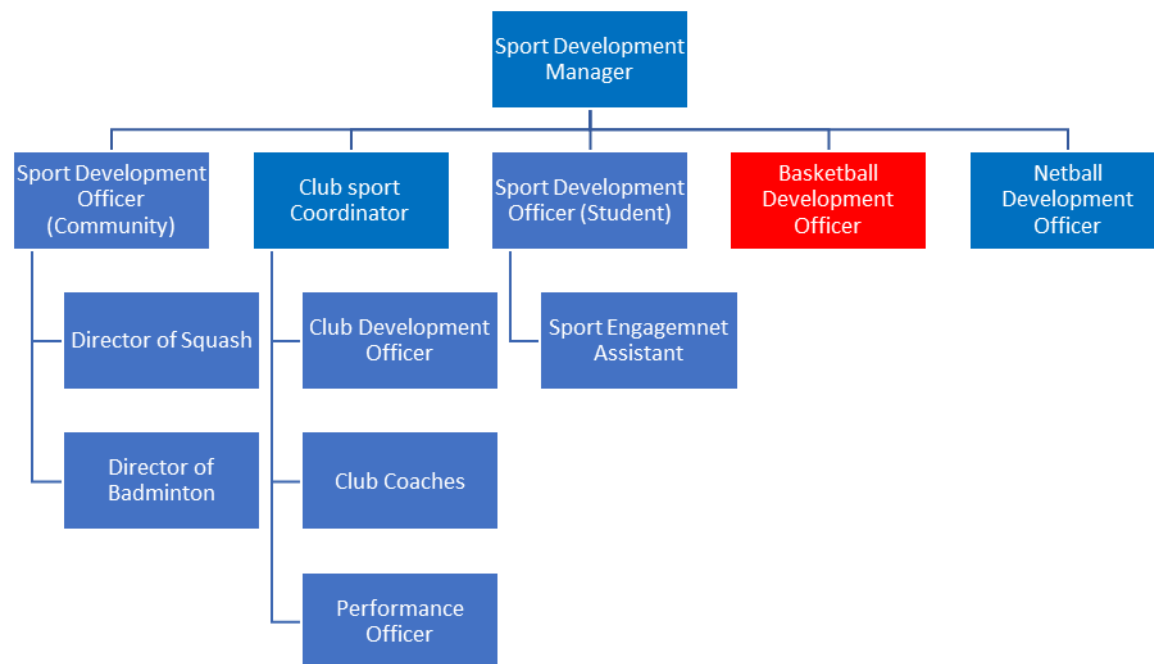 Sport Development
Manager
Sport Development
Officer
(Community)
Club sport
Coordinator
Sport Development
Officer (Student)
Basketball
Development
Officer
Netball
Development
Officer
Director of Squash
Club Development
Officer
Sport Engagemnet
Assistant
Director of
Badminton
Club Coaches
Performance
Officer